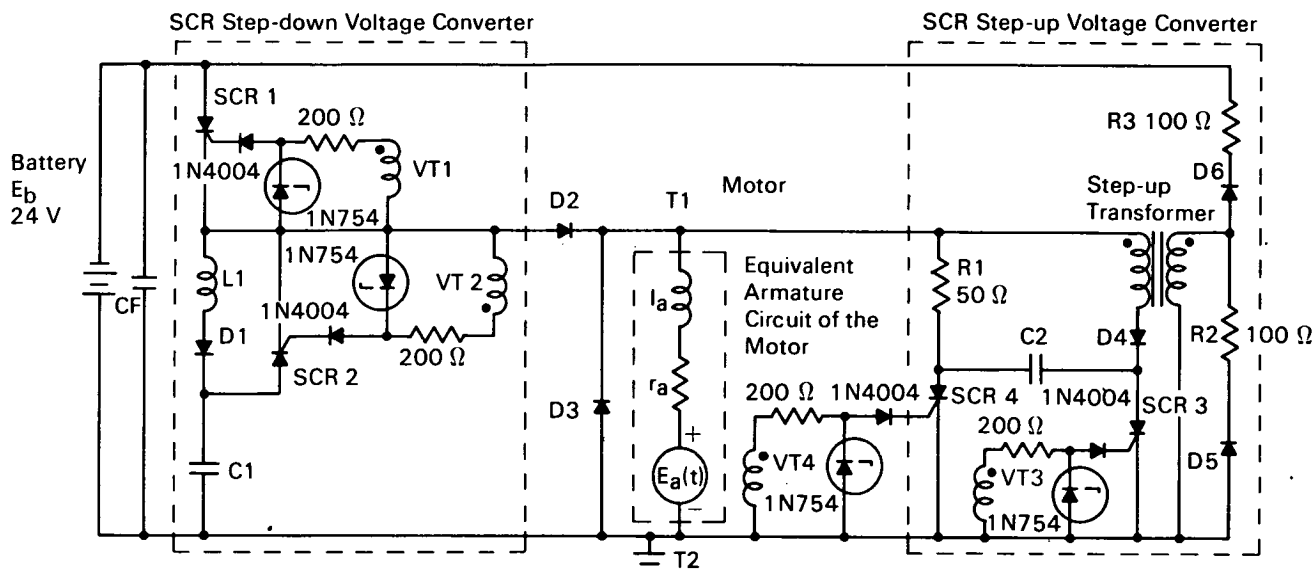 SCR Step-down Voltage Converter
SCR Step-up Voltage Converter
SCR 1
200 Ω
1N4004
VT1
1N754
Battery
E_b
24 V
CF
L1
D1
1N754
1N4004
VT 2
200 Ω
SCR 2
C1
D2
D3
T1
Motor
l_a
r_a
+
E_a(t)
−
T2
Equivalent
Armature
Circuit of the
Motor
R1
50 Ω
C2
200 Ω
1N4004
SCR 4
VT4
1N754
Step-up
Transformer
D4
1N4004
SCR 3
200 Ω
VT3
1N754
R3 100 Ω
D6
R2
100 Ω
D5